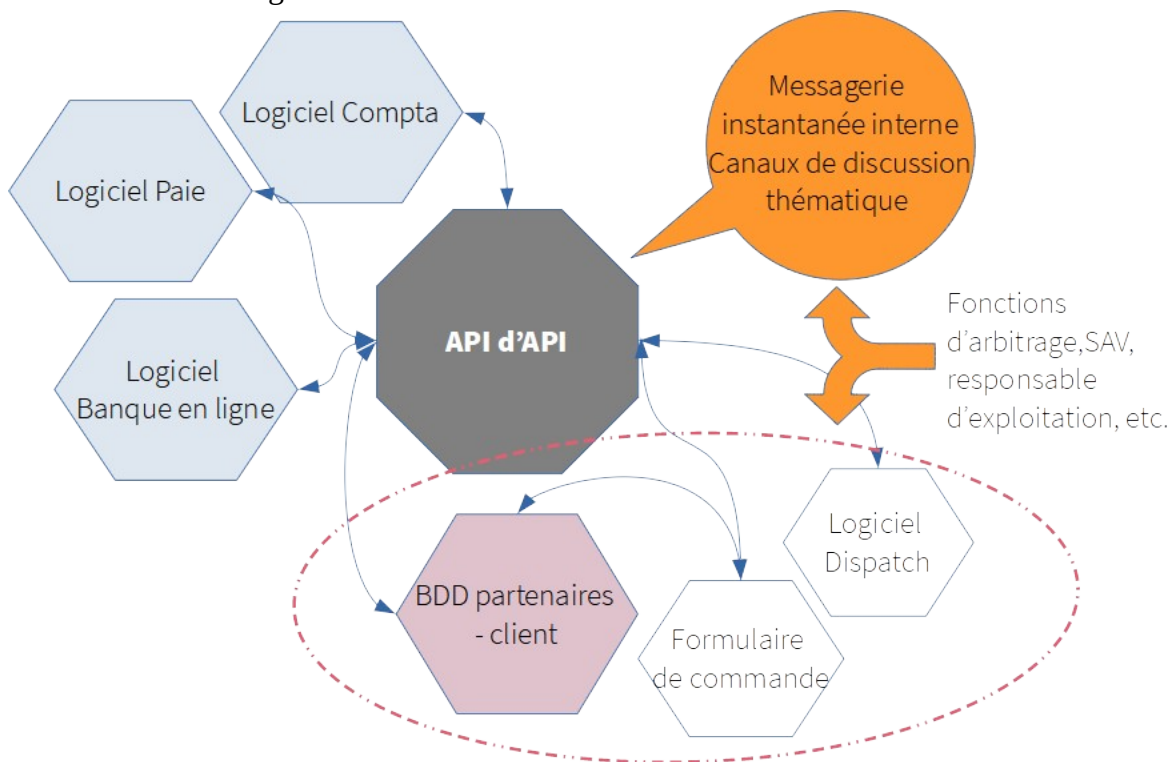 Logiciel Compta
Logiciel Paie
Logiciel
Banque en ligne
API d’API
Messagerie
instantanée interne
Canaux de discussion
thématique
Fonctions
d’arbitrage,SAV,
responsable
d’exploitation, etc.
Logiciel
Dispatch
BDD partenaires
- client
Formulaire
de commande